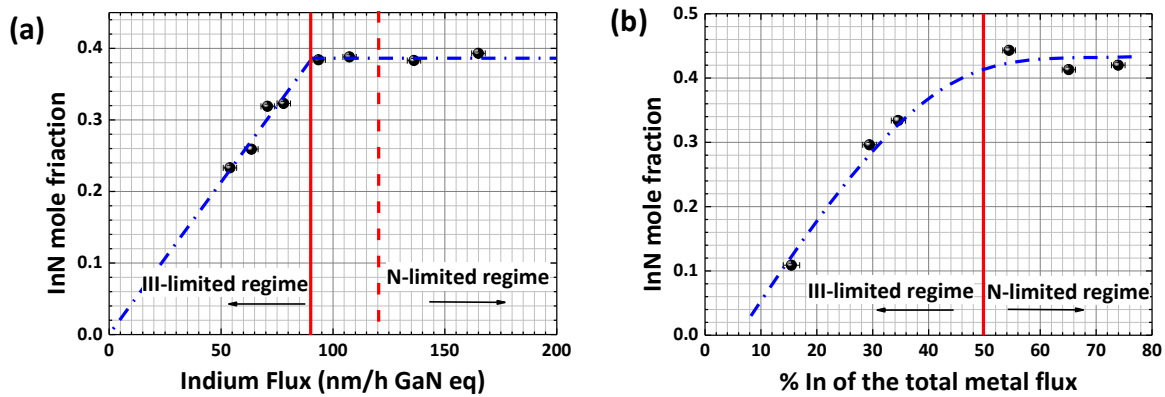 (a)
InN mole friaction
0.4
0.3
0.2
0.1
0.0
III-limited regime
N-limited regime
0 50 100 150 200
Indium Flux (nm/h GaN eq)
(b)
InN mole fraction
0.5
0.4
0.3
0.2
0.1
0.0
III-limited regime
N-limited regime
0 10 20 30 40 50 60 70 80
% In of the total metal flux